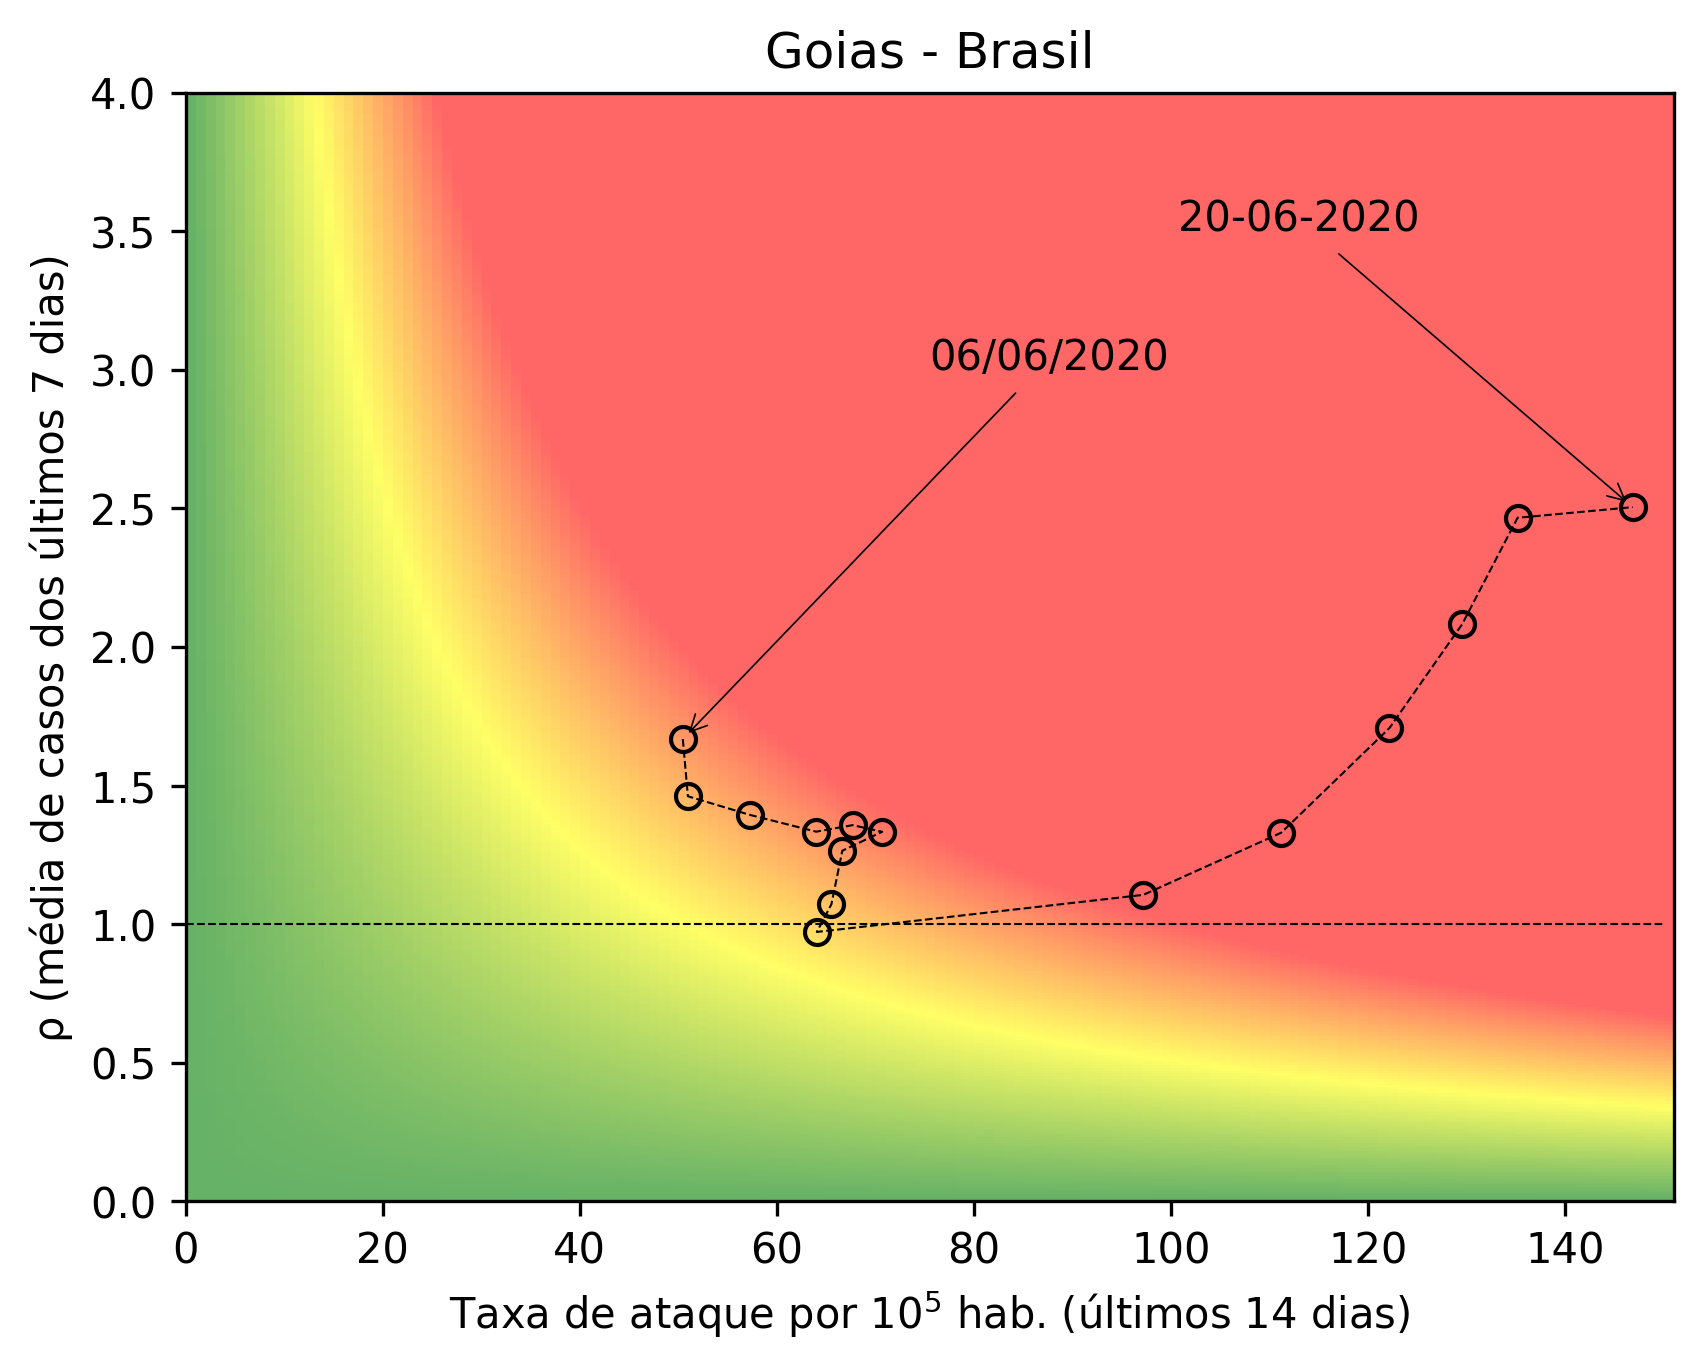 Goias - Brasil
4.0
3.5
3.0
2.5
2.0
1.5
1.0
0.5
0.0
ρ (média de casos dos últimos 7 dias)
20-06-2020
06/06/2020
0 20 40 60 80 100 120 140
Taxa de ataque por 10⁵ hab. (últimos 14 dias)